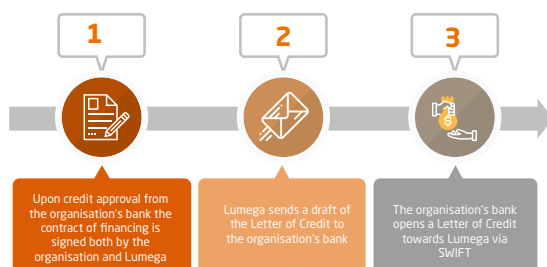 1
2
3
Upon credit approval from
the organisation's bank the
contract of financing is
signed both by the
organisation and Lumega
Lumega sends a draft of
the Letter of Credit to
the organisation's bank
The organisation's bank
opens a Letter of Credit
towards Lumega via
SWIFT
$